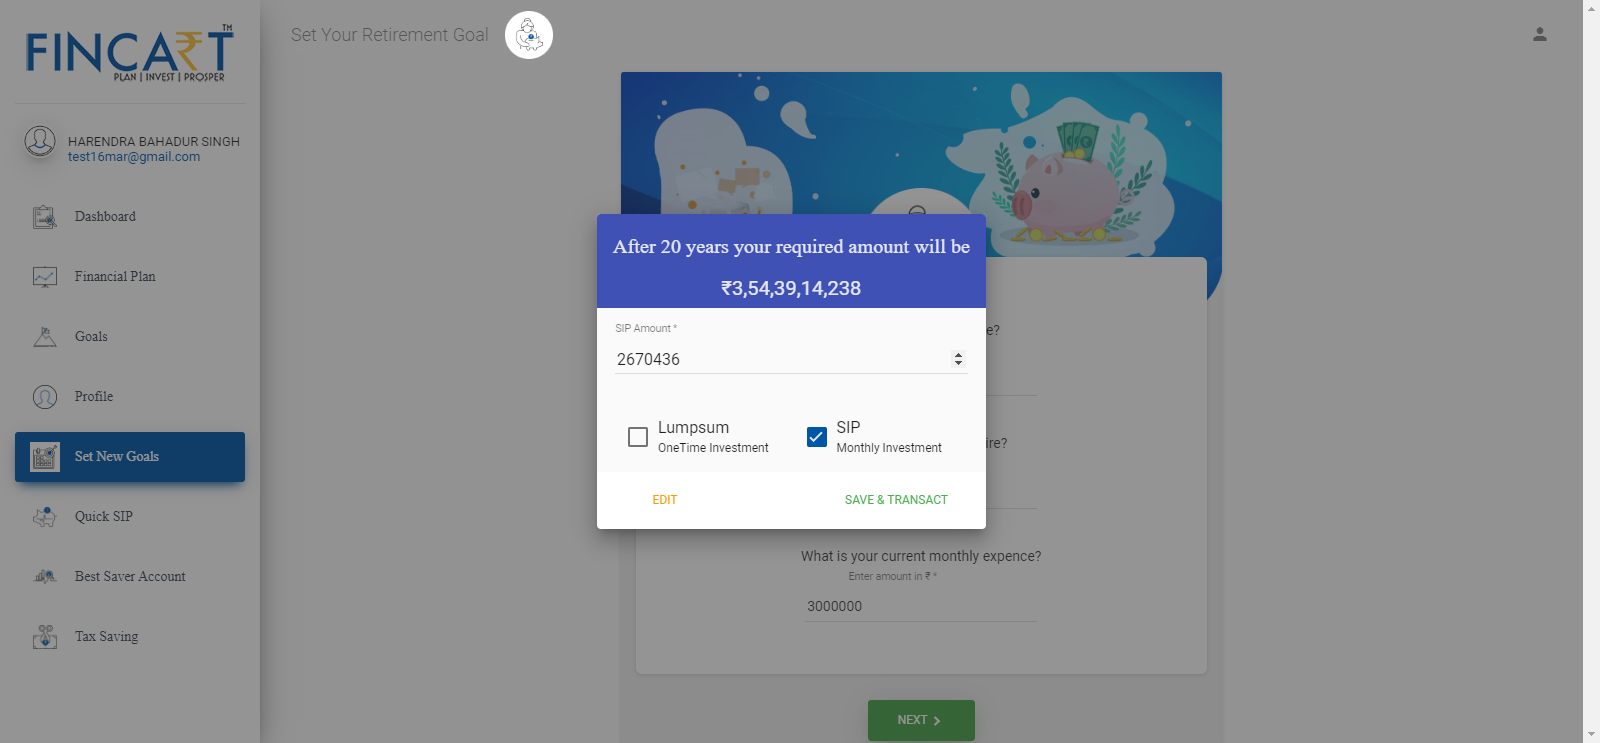 FINCART™
PLAN | INVEST | PROSPER
HARENDRA BAHADUR SINGH
test16mar@gmail.com
Dashboard
Financial Plan
Goals
Profile
Set New Goals
Quick SIP
Best Saver Account
Tax Saving
Set Your Retirement Goal
After 20 years your required amount will be
₹3,54,39,14,238
SIP Amount *
2670436
Lumpsum
OneTime Investment
SIP
Monthly Investment
EDIT
SAVE & TRANSACT
e?
ire?
What is your current monthly expence?
Enter amount in ₹ *
3000000
NEXT